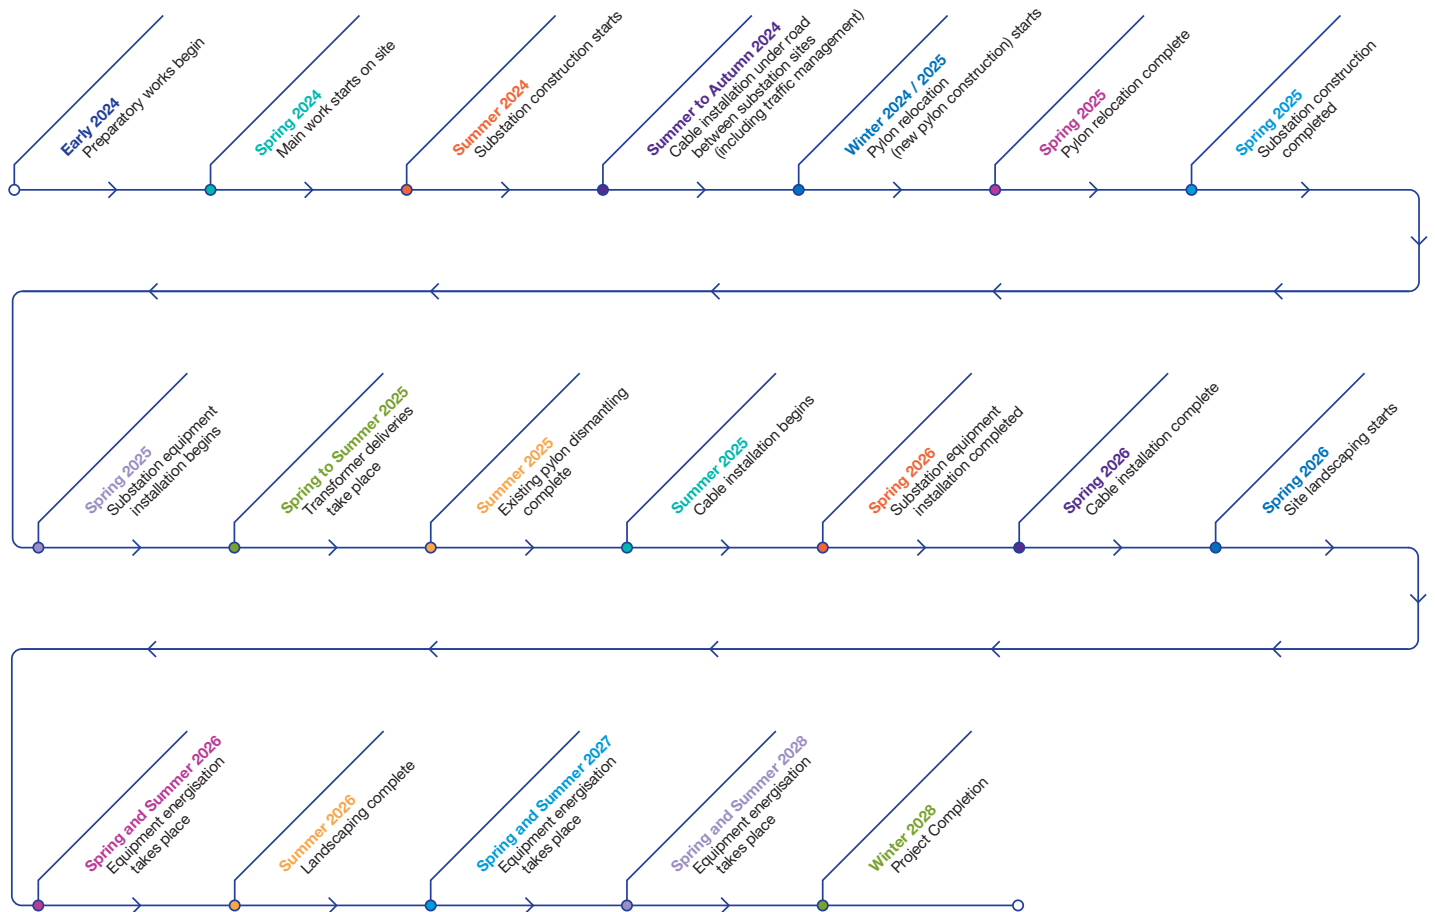 Early 2024
Preparatory works begin
Spring 2024
Main work starts on site
Summer 2024
Substation construction starts
Summer to Autumn 2024
Cable installation under road
between substation sites
(including traffic management)
Winter 2024 / 2025
Pylon relocation
(new pylon construction) starts
Spring 2025
Pylon relocation complete
Spring 2025
Substation construction
completed
Spring 2025
Substation equipment
installation begins
Spring to Summer 2025
Transformer deliveries
take place
Summer 2025
Existing pylon dismantling
complete
Summer 2025
Cable installation begins
Spring 2026
Substation equipment
installation completed
Spring 2026
Cable installation complete
Spring 2026
Site landscaping starts
Spring and Summer 2026
Equipment energisation
takes place
Summer 2026
Landscaping complete
Spring and Summer 2027
Equipment energisation
takes place
Spring and Summer 2028
Equipment energisation
takes place
Winter 2028
Project Completion